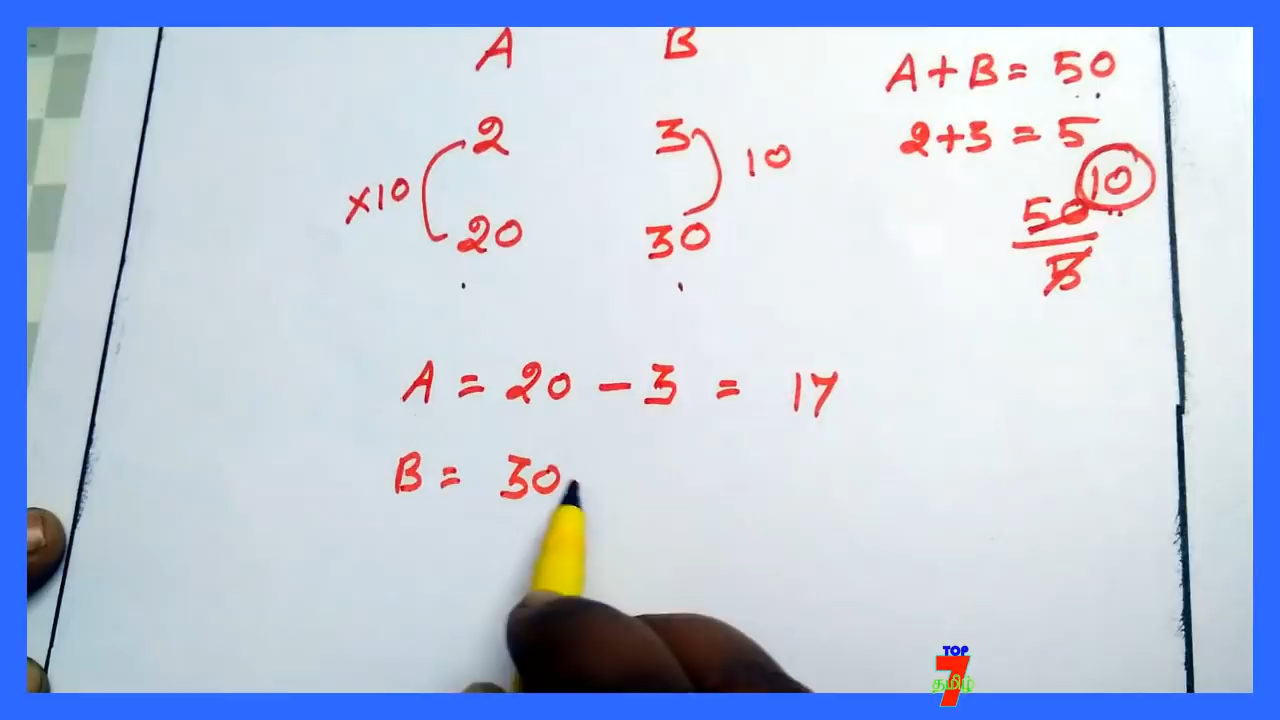 A B
A + B = 50
2 3
2 + 3 = 5
×10 10
10
50
5
20 30
A = 20 - 3 = 17
B = 30
TOP
7
தமிழ்